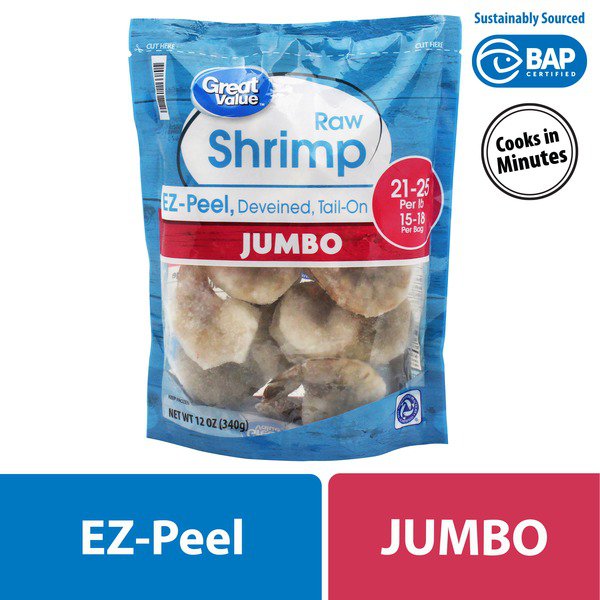 Sustainably Sourced
BAP
CERTIFIED
Cooks in
Minutes
CUT HERE
CUT HERE
Great
Value™
Raw
Shrimp
EZ-Peel, Deveined, Tail-On
21-25
Per lb
15-18
Per Bag
JUMBO
KEEP FROZEN
NET WT 12 OZ (340g)
EZ-Peel
JUMBO